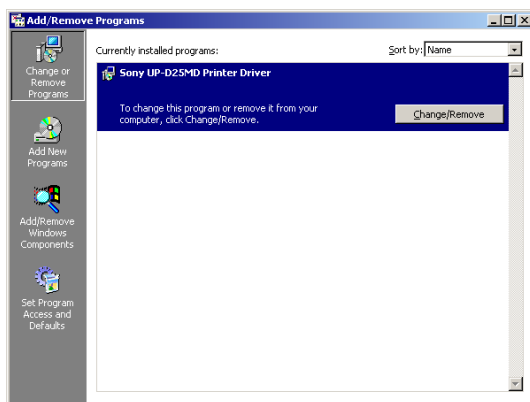 Add/Remove Programs
Currently installed programs:
Sort by: Name
Change or
Remove
Programs
Sony UP-D25MD Printer Driver
To change this program or remove it from your
computer, click Change/Remove.
Change/Remove
Add New
Programs
Add/Remove
Windows
Components
Set Program
Access and
Defaults